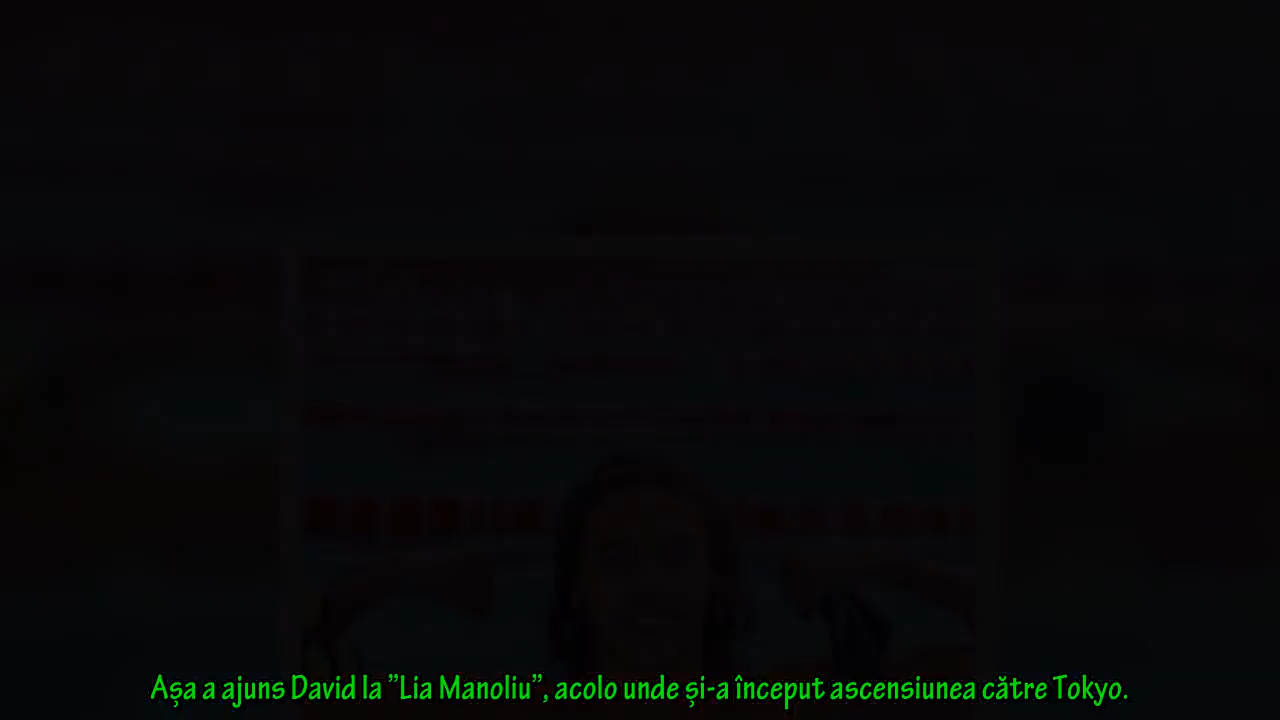 Așa a ajuns David la ”Lia Manoliu”, acolo unde și-a început ascensiunea către Tokyo.